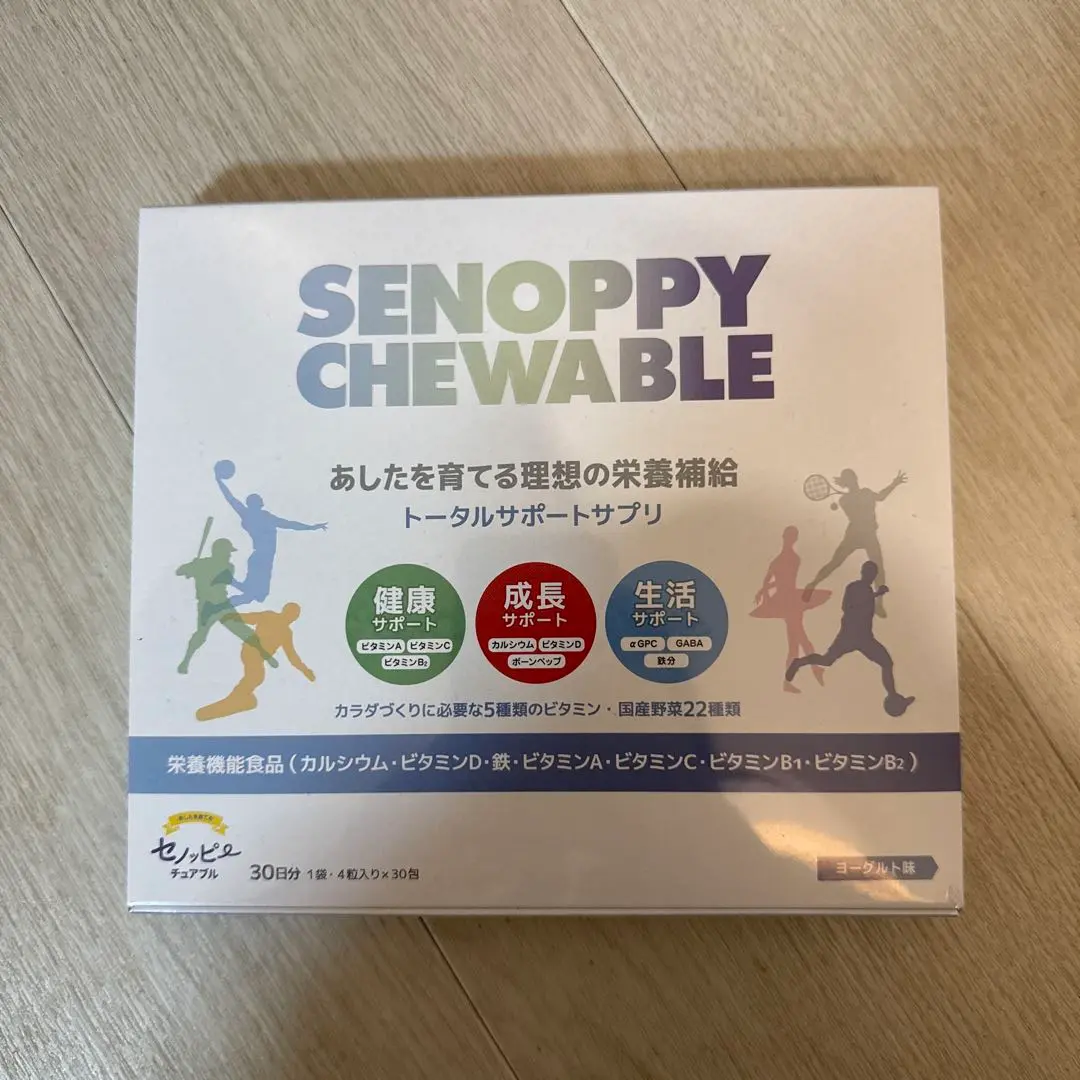 SENOPPY
CHEWABLE
あしたを育てる理想の栄養補給
トータルサポートサプリ
健康
サポート
ビタミンA ビタミンC
ビタミンB₂
成長
サポート
カルシウム ビタミンD
ボーンペップ
生活
サポート
αGPC GABA
鉄分
カラダづくりに必要な5種類のビタミン・国産野菜22種類
栄養機能食品(カルシウム・ビタミンD・鉄・ビタミンA・ビタミンC・ビタミンB₁・ビタミンB₂)
あしたを育てる
セノッピー
チュアブル
30日分 1袋・4粒入り×30包
ヨーグルト味